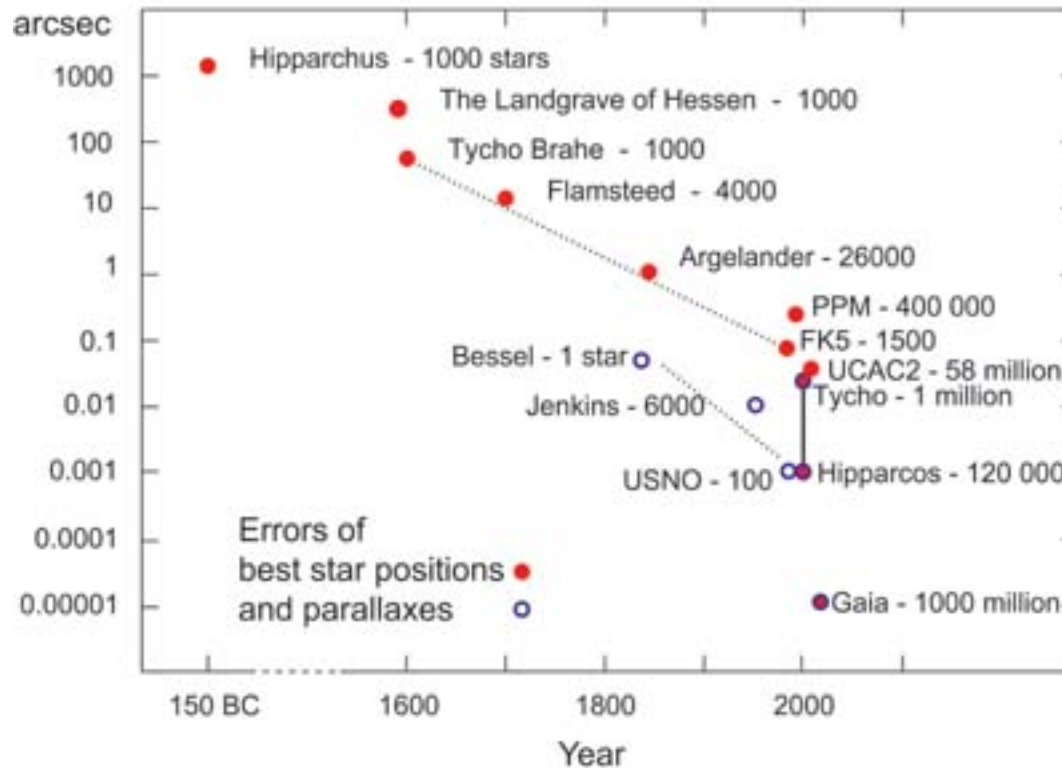 arcsec
1000
100
10
1
0.1
0.01
0.001
0.0001
0.00001
Hipparchus - 1000 stars
The Landgrave of Hessen - 1000
Tycho Brahe - 1000
Flamsteed - 4000
Argelander - 26000
PPM - 400 000
FK5 - 1500
UCAC2 - 58 million
Tycho - 1 million
Bessel - 1 star
Jenkins - 6000
USNO - 100
Hipparcos - 120 000
Errors of
best star positions
and parallaxes
Gaia - 1000 million
150 BC
1600
1800
2000
Year